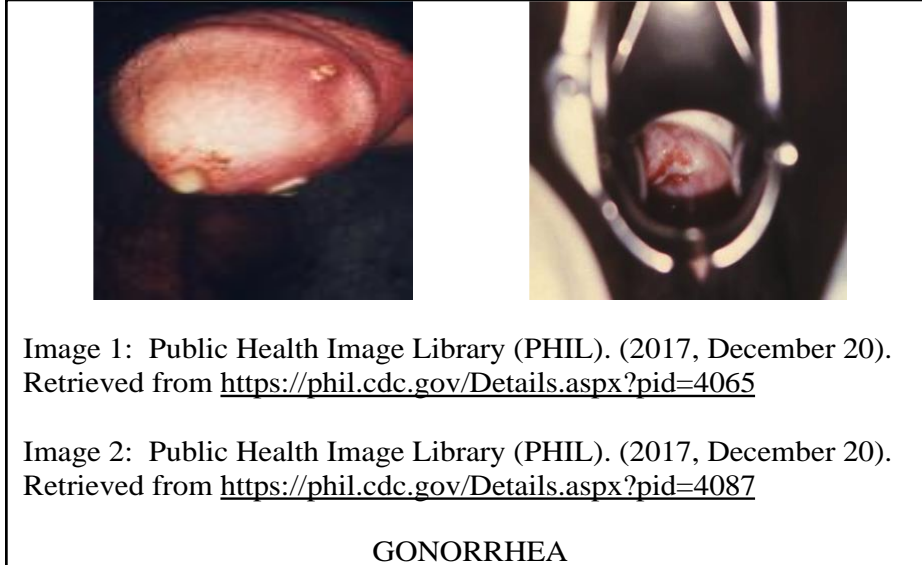 Image 1:  Public Health Image Library (PHIL). (2017, December 20).
Retrieved from https://phil.cdc.gov/Details.aspx?pid=4065
Image 2:  Public Health Image Library (PHIL). (2017, December 20).
Retrieved from https://phil.cdc.gov/Details.aspx?pid=4087
GONORRHEA